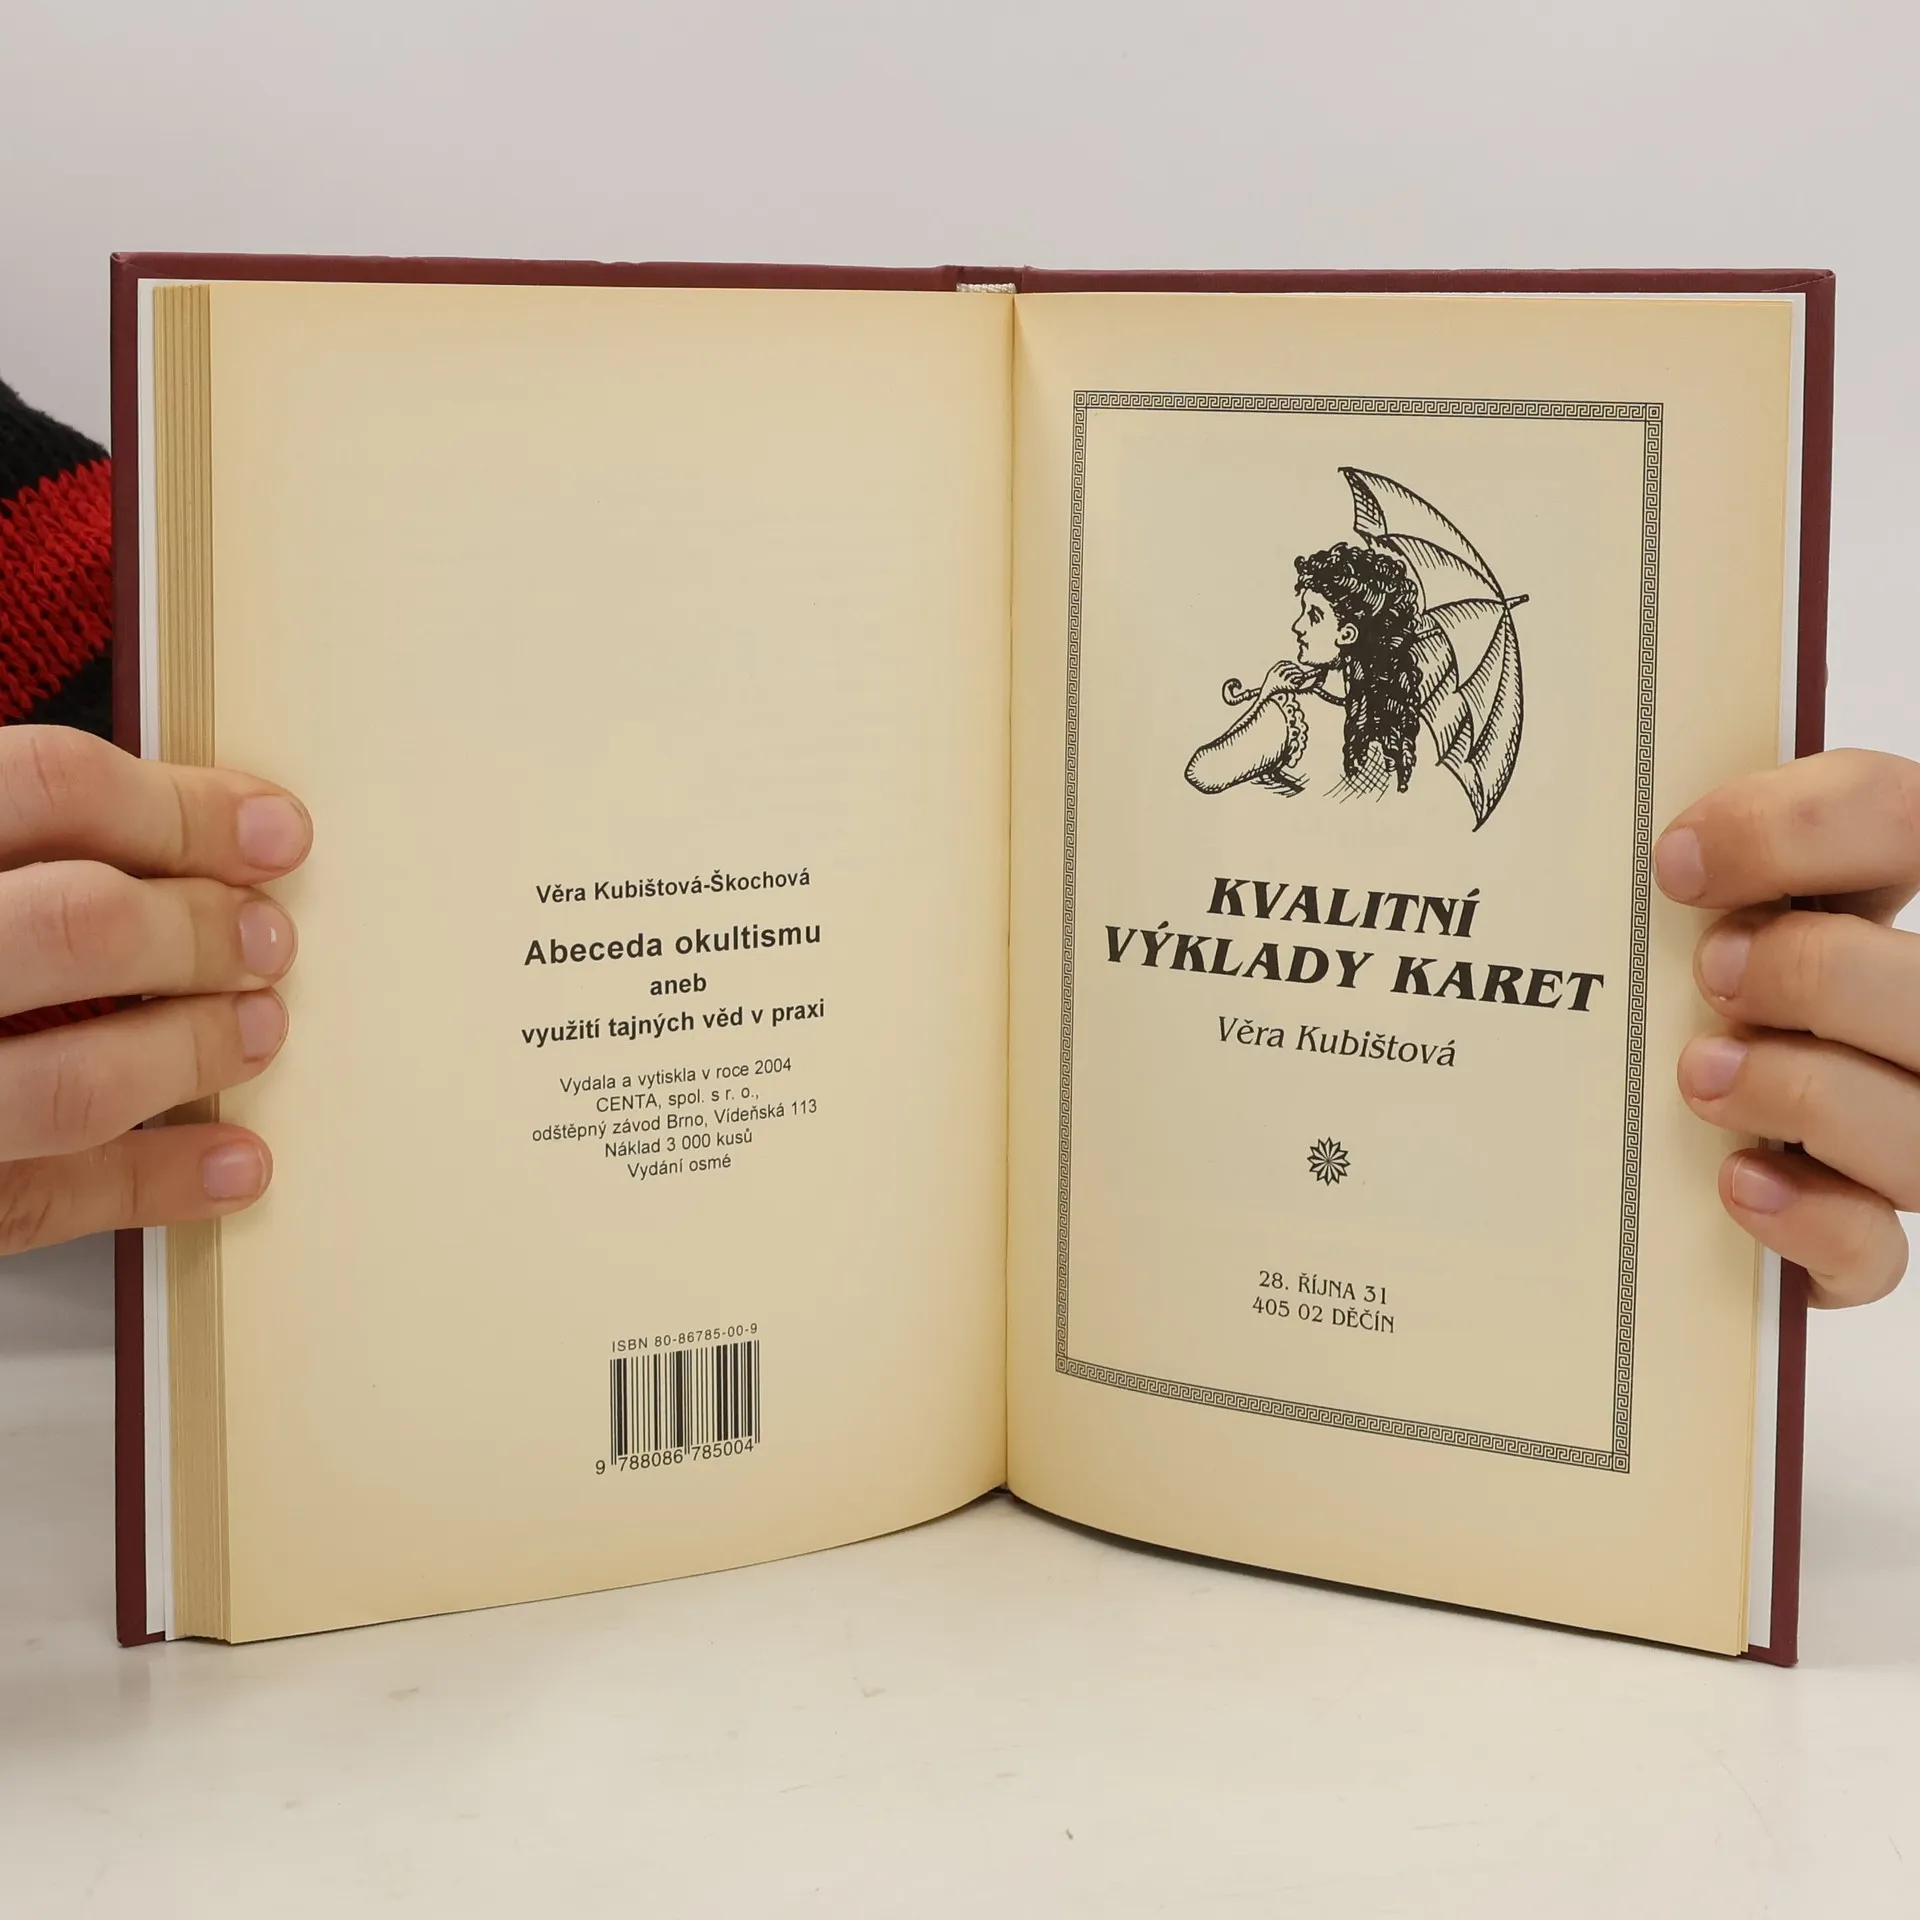 Věra Kubištová-Škochová
Abeceda okultismu
aneb
využití tajných věd v praxi
Vydala a vytiskla v roce 2004
CENTA, spol. s r. o.,
odštěpný závod Brno, Vídeňská 113
Náklad 3 000 kusů
Vydání osmé
ISBN 80-86785-00-9
9 788086 785004
KVALITNÍ
VÝKLADY KARET
Věra Kubištová
28. ŘÍJNA 31
405 02 DĚČÍN